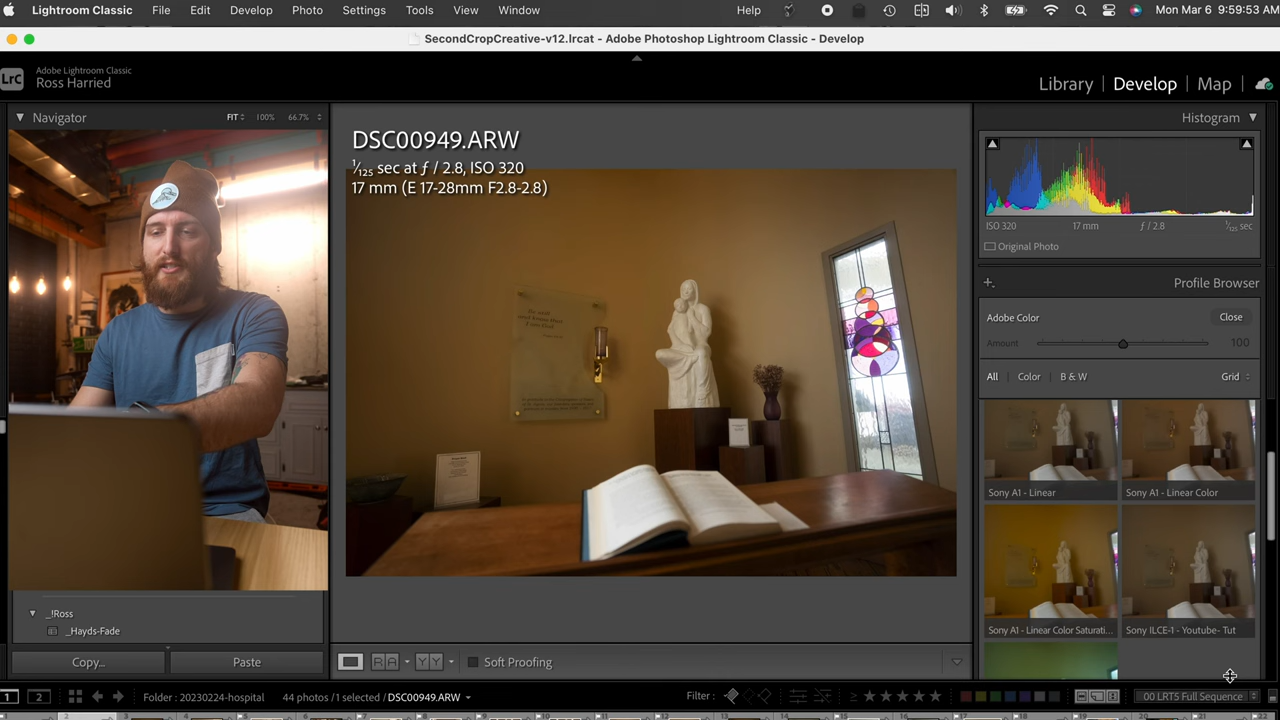 Lightroom Classic File Edit Develop Photo Settings Tools View Window Help Mon Mar 6 9:59:53 AM
SecondCropCreative-v12.lrcat - Adobe Photoshop Lightroom Classic - Develop
LrC
Adobe Lightroom Classic
Ross Harried
Library Develop Map
Navigator FIT 100% 66.7%
Histogram
DSC00949.ARW
1/125 sec at ƒ / 2.8, ISO 320
17 mm (E 17-28mm F2.8-2.8)
ISO 320 17 mm ƒ / 2.8 1/125 sec
Original Photo
Profile Browser
Adobe Color Close
Amount 100
All Color B & W Grid
Sony A1 - Linear Sony A1 - Linear Color
Sony A1 - Linear Color Saturati... Sony ILCE-1 - Youtube- Tut
_!Ross
_Hayds-Fade
Copy... Paste
RA YY Soft Proofing
1 2 Folder : 20230224-hospital 44 photos /1 selected / DSC00949.ARW Filter : 00 LRT5 Full Sequence